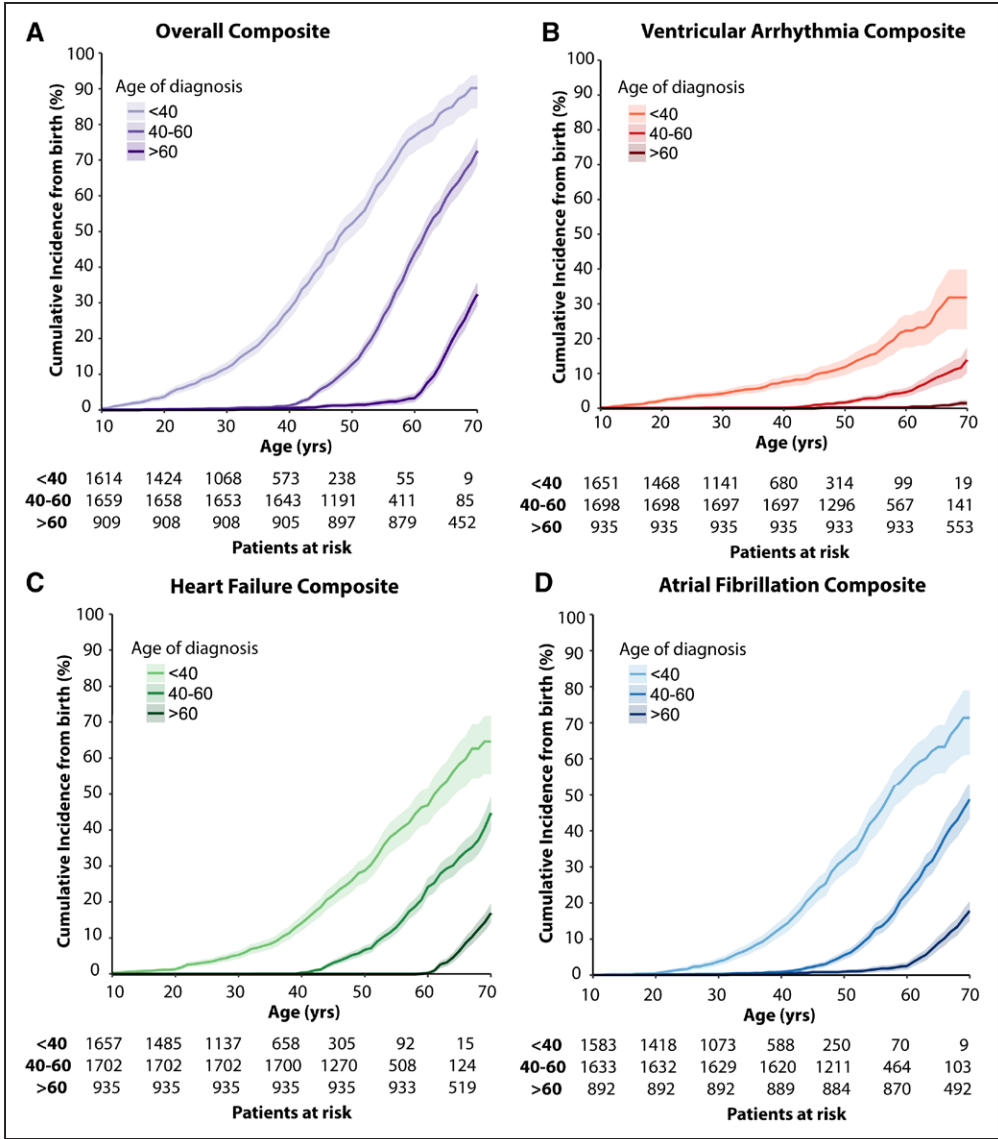 A
Overall Composite
Cumulative Incidence from birth (%)
100
90
80
70
60
50
40
30
20
10
0
Age of diagnosis
<40
40-60
>60
10 20 30 40 50 60 70
Age (yrs)
<40 1614 1424 1068 573 238 55 9
40-60 1659 1658 1653 1643 1191 411 85
>60 909 908 908 905 897 879 452
Patients at risk
B
Ventricular Arrhythmia Composite
Cumulative Incidence from birth (%)
100
90
80
70
60
50
40
30
20
10
0
Age of diagnosis
<40
40-60
>60
10 20 30 40 50 60 70
Age (yrs)
<40 1651 1468 1141 680 314 99 19
40-60 1698 1698 1697 1697 1296 567 141
>60 935 935 935 935 933 933 553
Patients at risk
C
Heart Failure Composite
Cumulative Incidence from birth (%)
100
90
80
70
60
50
40
30
20
10
0
Age of diagnosis
<40
40-60
>60
10 20 30 40 50 60 70
Age (yrs)
<40 1657 1485 1137 658 305 92 15
40-60 1702 1702 1702 1700 1270 508 124
>60 935 935 935 935 935 933 519
Patients at risk
D
Atrial Fibrillation Composite
Cumulative Incidence from birth (%)
100
90
80
70
60
50
40
30
20
10
0
Age of diagnosis
<40
40-60
>60
10 20 30 40 50 60 70
Age (yrs)
<40 1583 1418 1073 588 250 70 9
40-60 1633 1632 1629 1620 1211 464 103
>60 892 892 892 889 884 870 492
Patients at risk